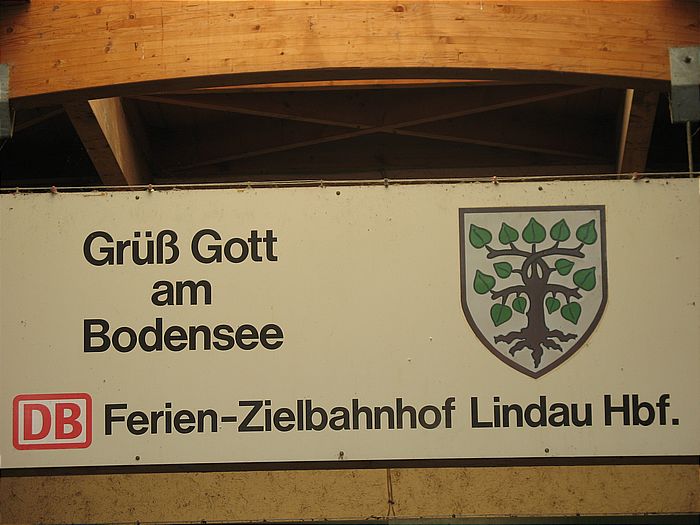 Grüß Gott
am
Bodensee
DB Ferien-Zielbahnhof Lindau Hbf.